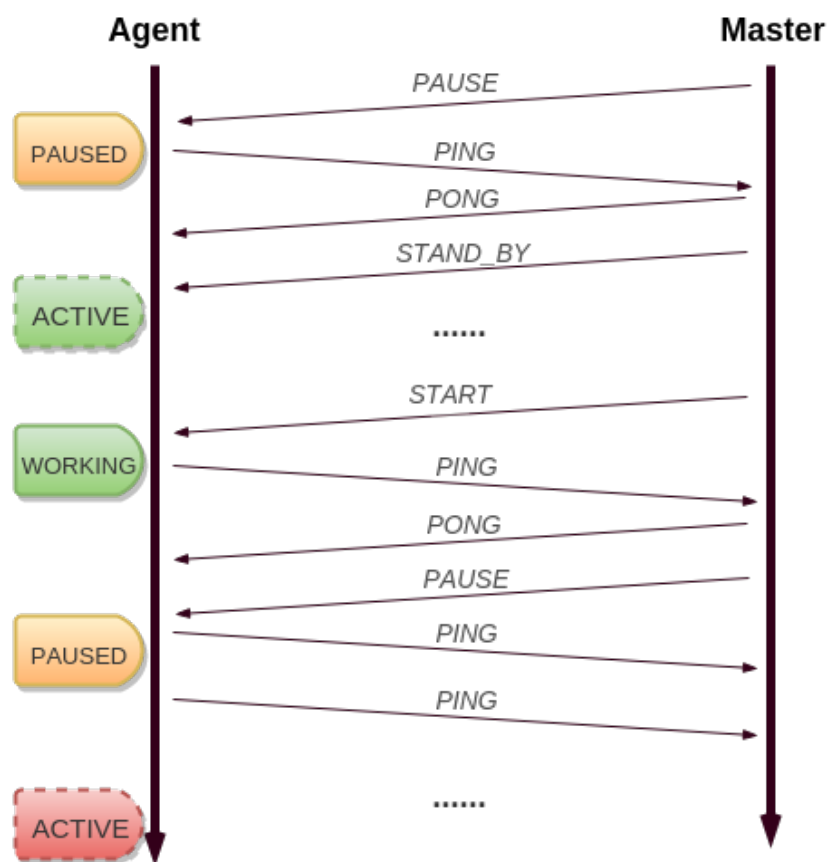 Agent Master
PAUSE
PAUSED
PING
PONG
STAND_BY
ACTIVE
......
START
WORKING
PING
PONG
PAUSE
PING
PAUSED
PING
......
ACTIVE